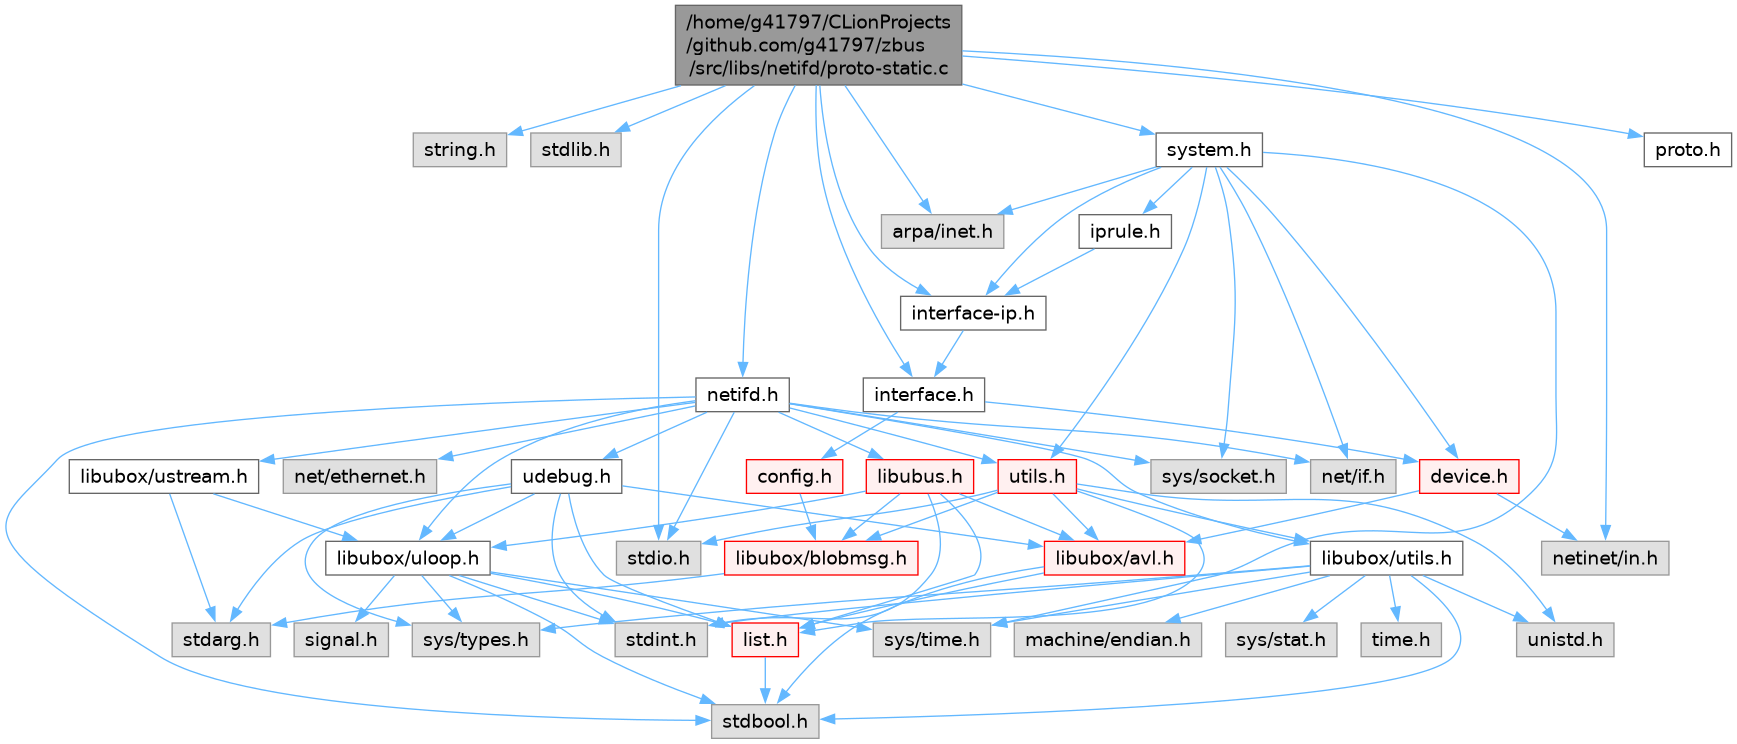 /home/g41797/CLionProjects
/github.com/g41797/zbus
/src/libs/netifd/proto-static.c
string.h
stdlib.h
system.h
proto.h
arpa/inet.h
iprule.h
interface-ip.h
netifd.h
interface.h
libubox/ustream.h
net/ethernet.h
udebug.h
config.h
libubus.h
utils.h
sys/socket.h
net/if.h
device.h
libubox/uloop.h
stdio.h
libubox/blobmsg.h
libubox/avl.h
libubox/utils.h
netinet/in.h
stdarg.h
signal.h
sys/types.h
stdint.h
list.h
sys/time.h
machine/endian.h
sys/stat.h
time.h
unistd.h
stdbool.h